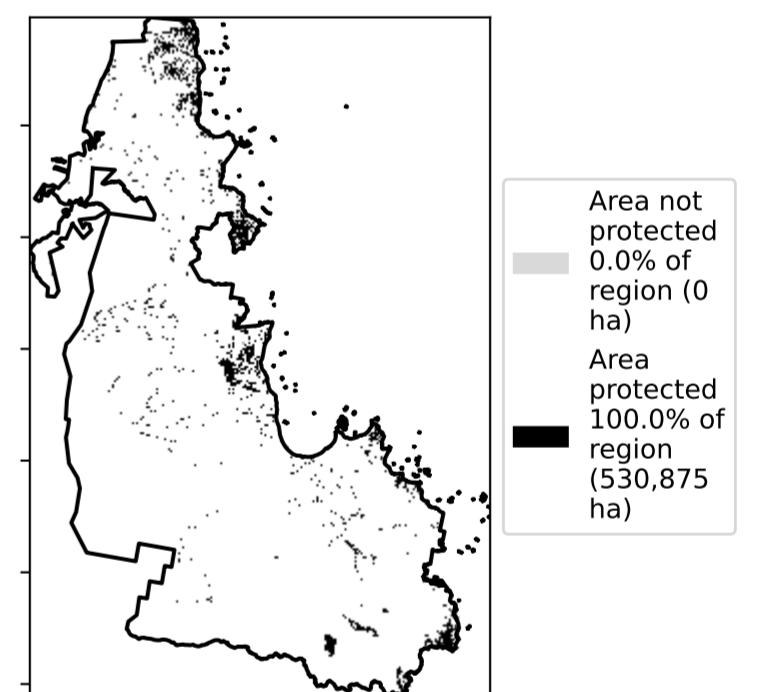 Area not
protected
0.0% of
region (0
ha)
Area
protected
100.0% of
region
(530,875
ha)